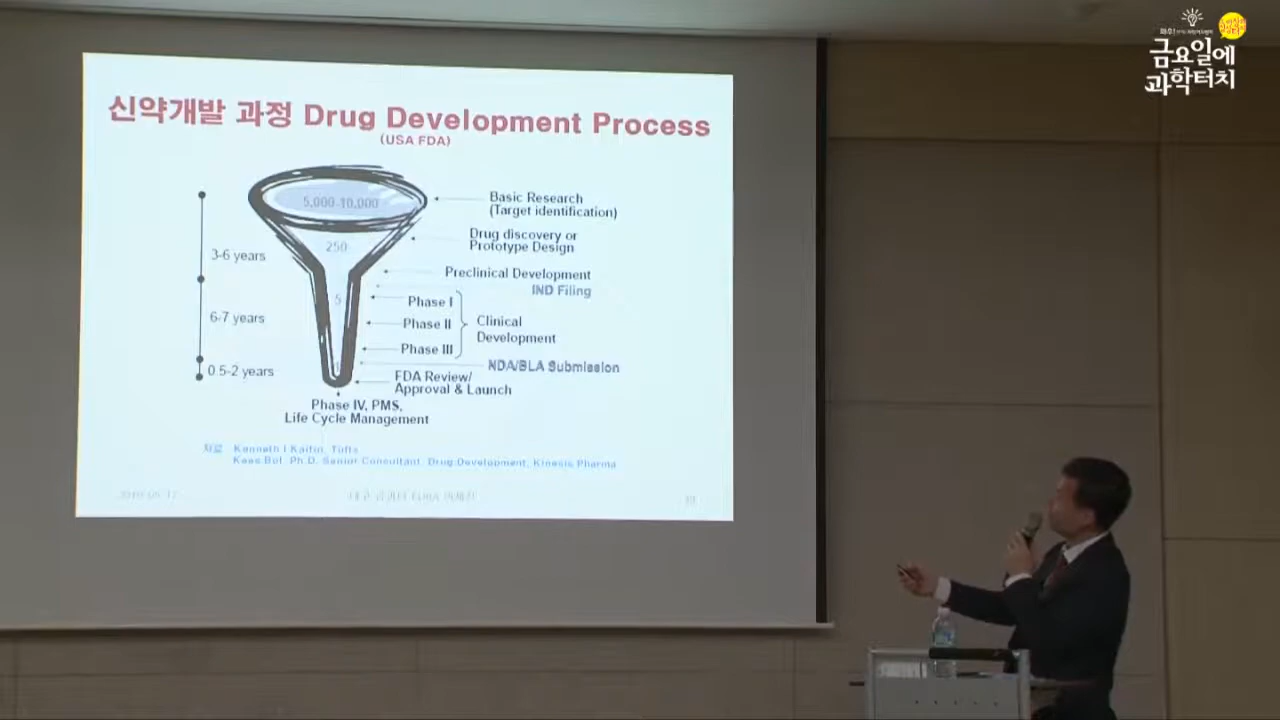 금요일에
과학터치
신약개발 과정 Drug Development Process
(USA FDA)
5,000-10,000
Basic Research
(Target identification)
250
Drug discovery or
Prototype Design
3-6 years
Preclinical Development
IND Filing
5
Phase I
6-7 years
Phase II
Clinical
Development
Phase III
NDA/BLA Submission
0.5-2 years
FDA Review/
Approval & Launch
Phase IV, PMS,
Life Cycle Management
Kenneth I Kaitin, Tufts
Kees Bol, Ph.D. Senior Consultant, Drug Development, Kinesis Pharma